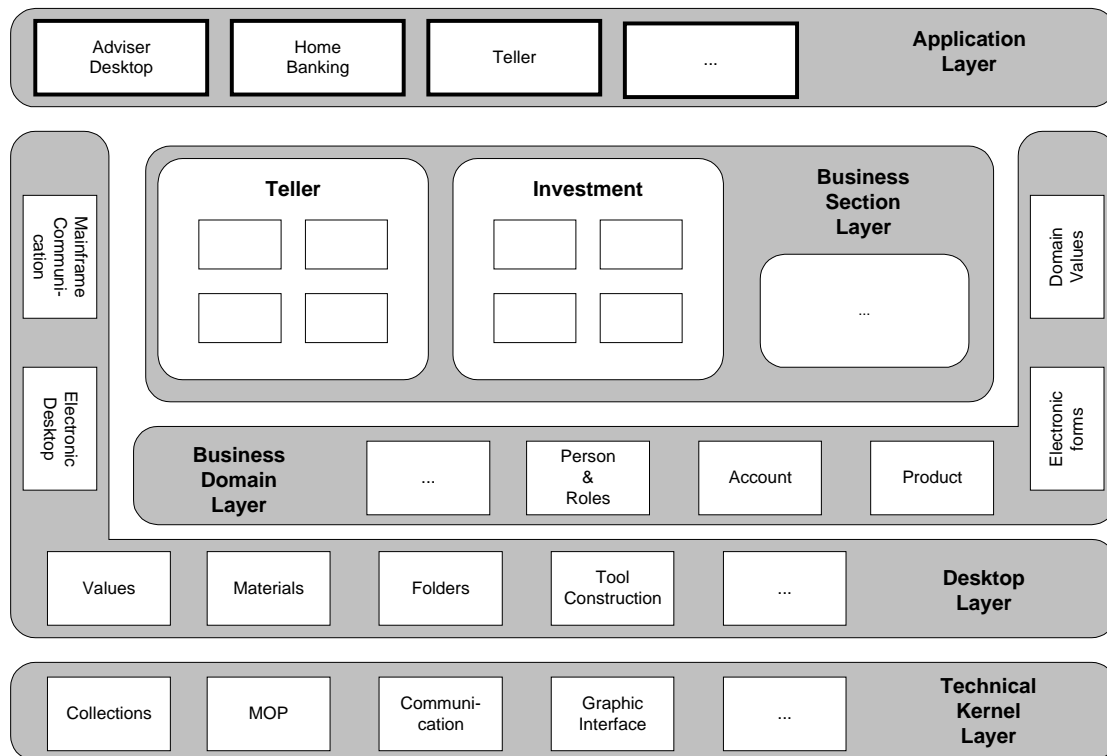 Adviser
Desktop
Home
Banking
Teller
...
Application
Layer
Mainframe
Communi-
cation
Electronic
Desktop
Teller
Investment
Business
Section
Layer
...
Domain
Values
Electronic
forms
Business
Domain
Layer
...
Person
&
Roles
Account
Product
Values
Materials
Folders
Tool
Construction
...
Desktop
Layer
Collections
MOP
Communi-
cation
Graphic
Interface
...
Technical
Kernel
Layer